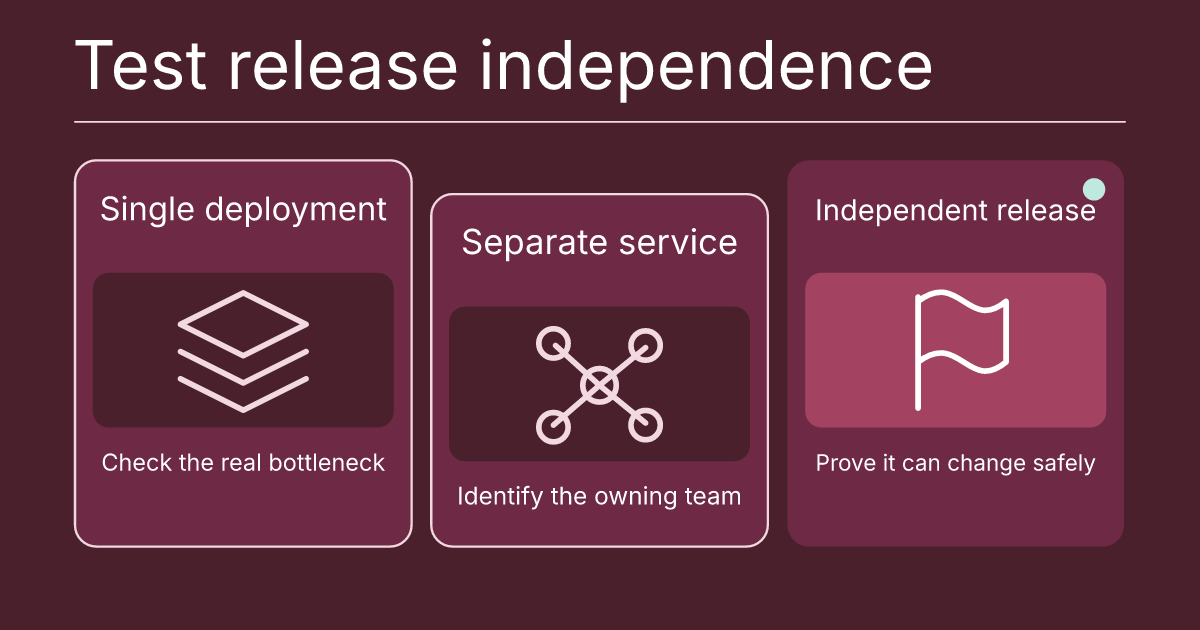 Test release independence
Single deployment
Check the real bottleneck
Separate service
Identify the owning team
Independent release
Prove it can change safely